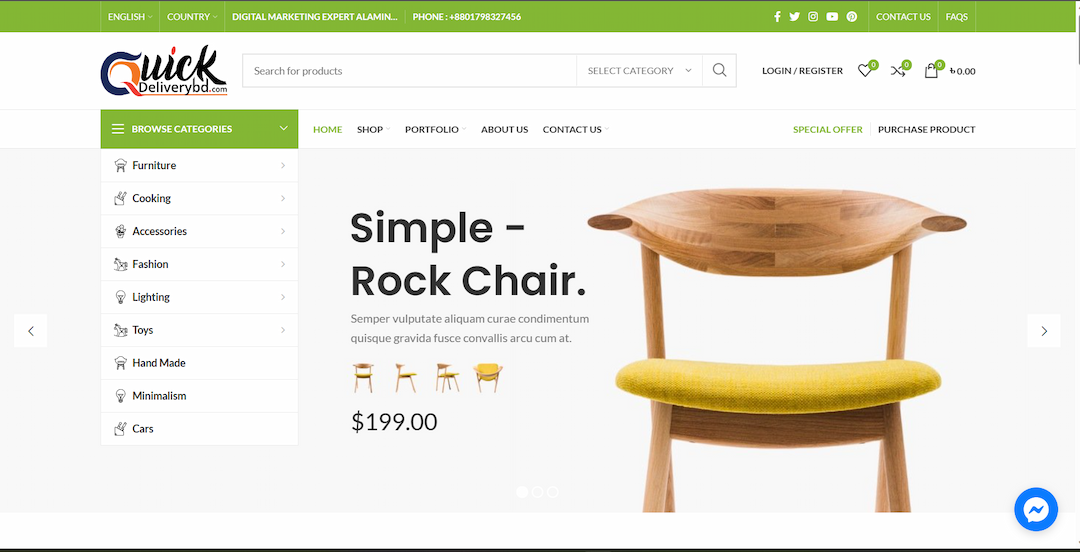 ENGLISH COUNTRY DIGITAL MARKETING EXPERT ALAMIN... PHONE : +8801798327456 CONTACT US FAQS
Quick
Deliverybd.com
Search for products SELECT CATEGORY LOGIN / REGISTER 0 0 0 ৳ 0.00
BROWSE CATEGORIES HOME SHOP PORTFOLIO ABOUT US CONTACT US SPECIAL OFFER PURCHASE PRODUCT
Furniture
Cooking
Accessories
Fashion
Lighting
Toys
Hand Made
Minimalism
Cars
Simple -
Rock Chair.
Semper vulputate aliquam curae condimentum
quisque gravida fusce convallis arcu cum at.
$199.00